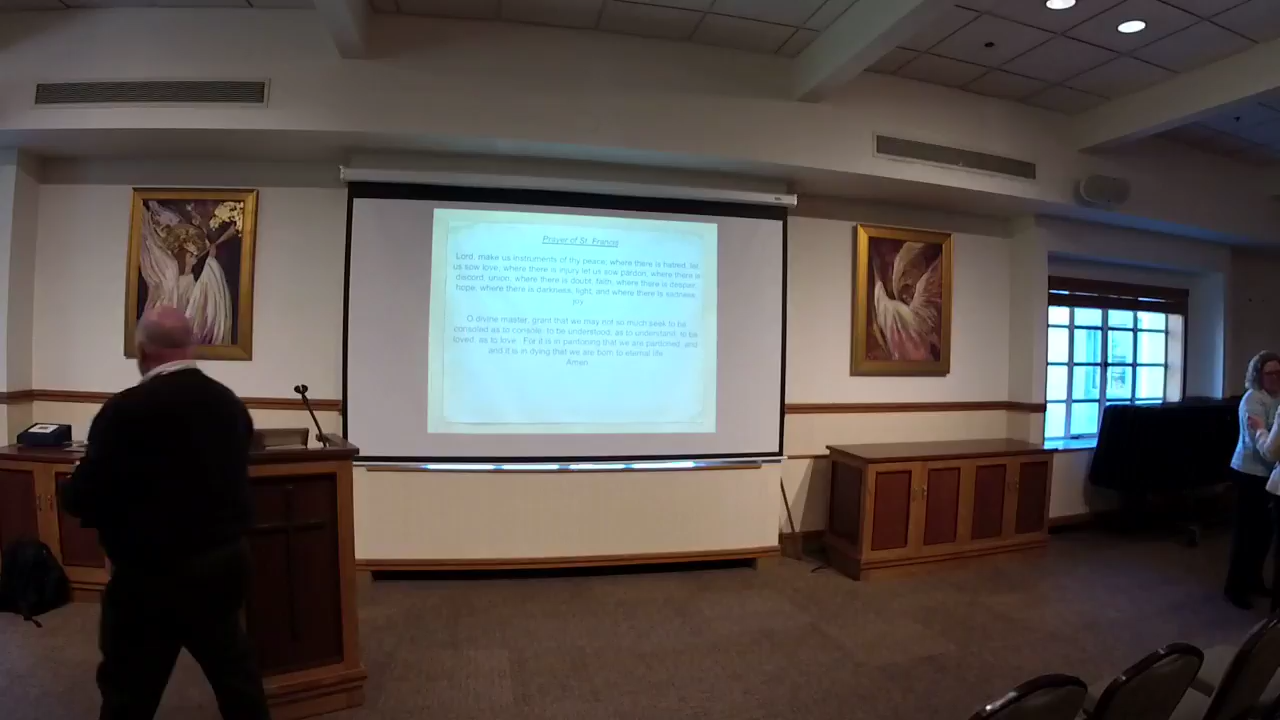 Prayer of St. Francis
Lord, make us instruments of thy peace, where there is hatred, let
us sow love, where there is injury let us sow pardon, where there is
discord, union, where there is doubt, faith, where there is despair,
hope, where there is darkness, light, and where there is sadness,
joy.
O divine master, grant that we may not so much seek to be
consoled as to console, to be understood, as to understand, to be
loved, as to love. For it is in pardoning that we are pardoned, and
and it is in dying that we are born to eternal life.
Amen